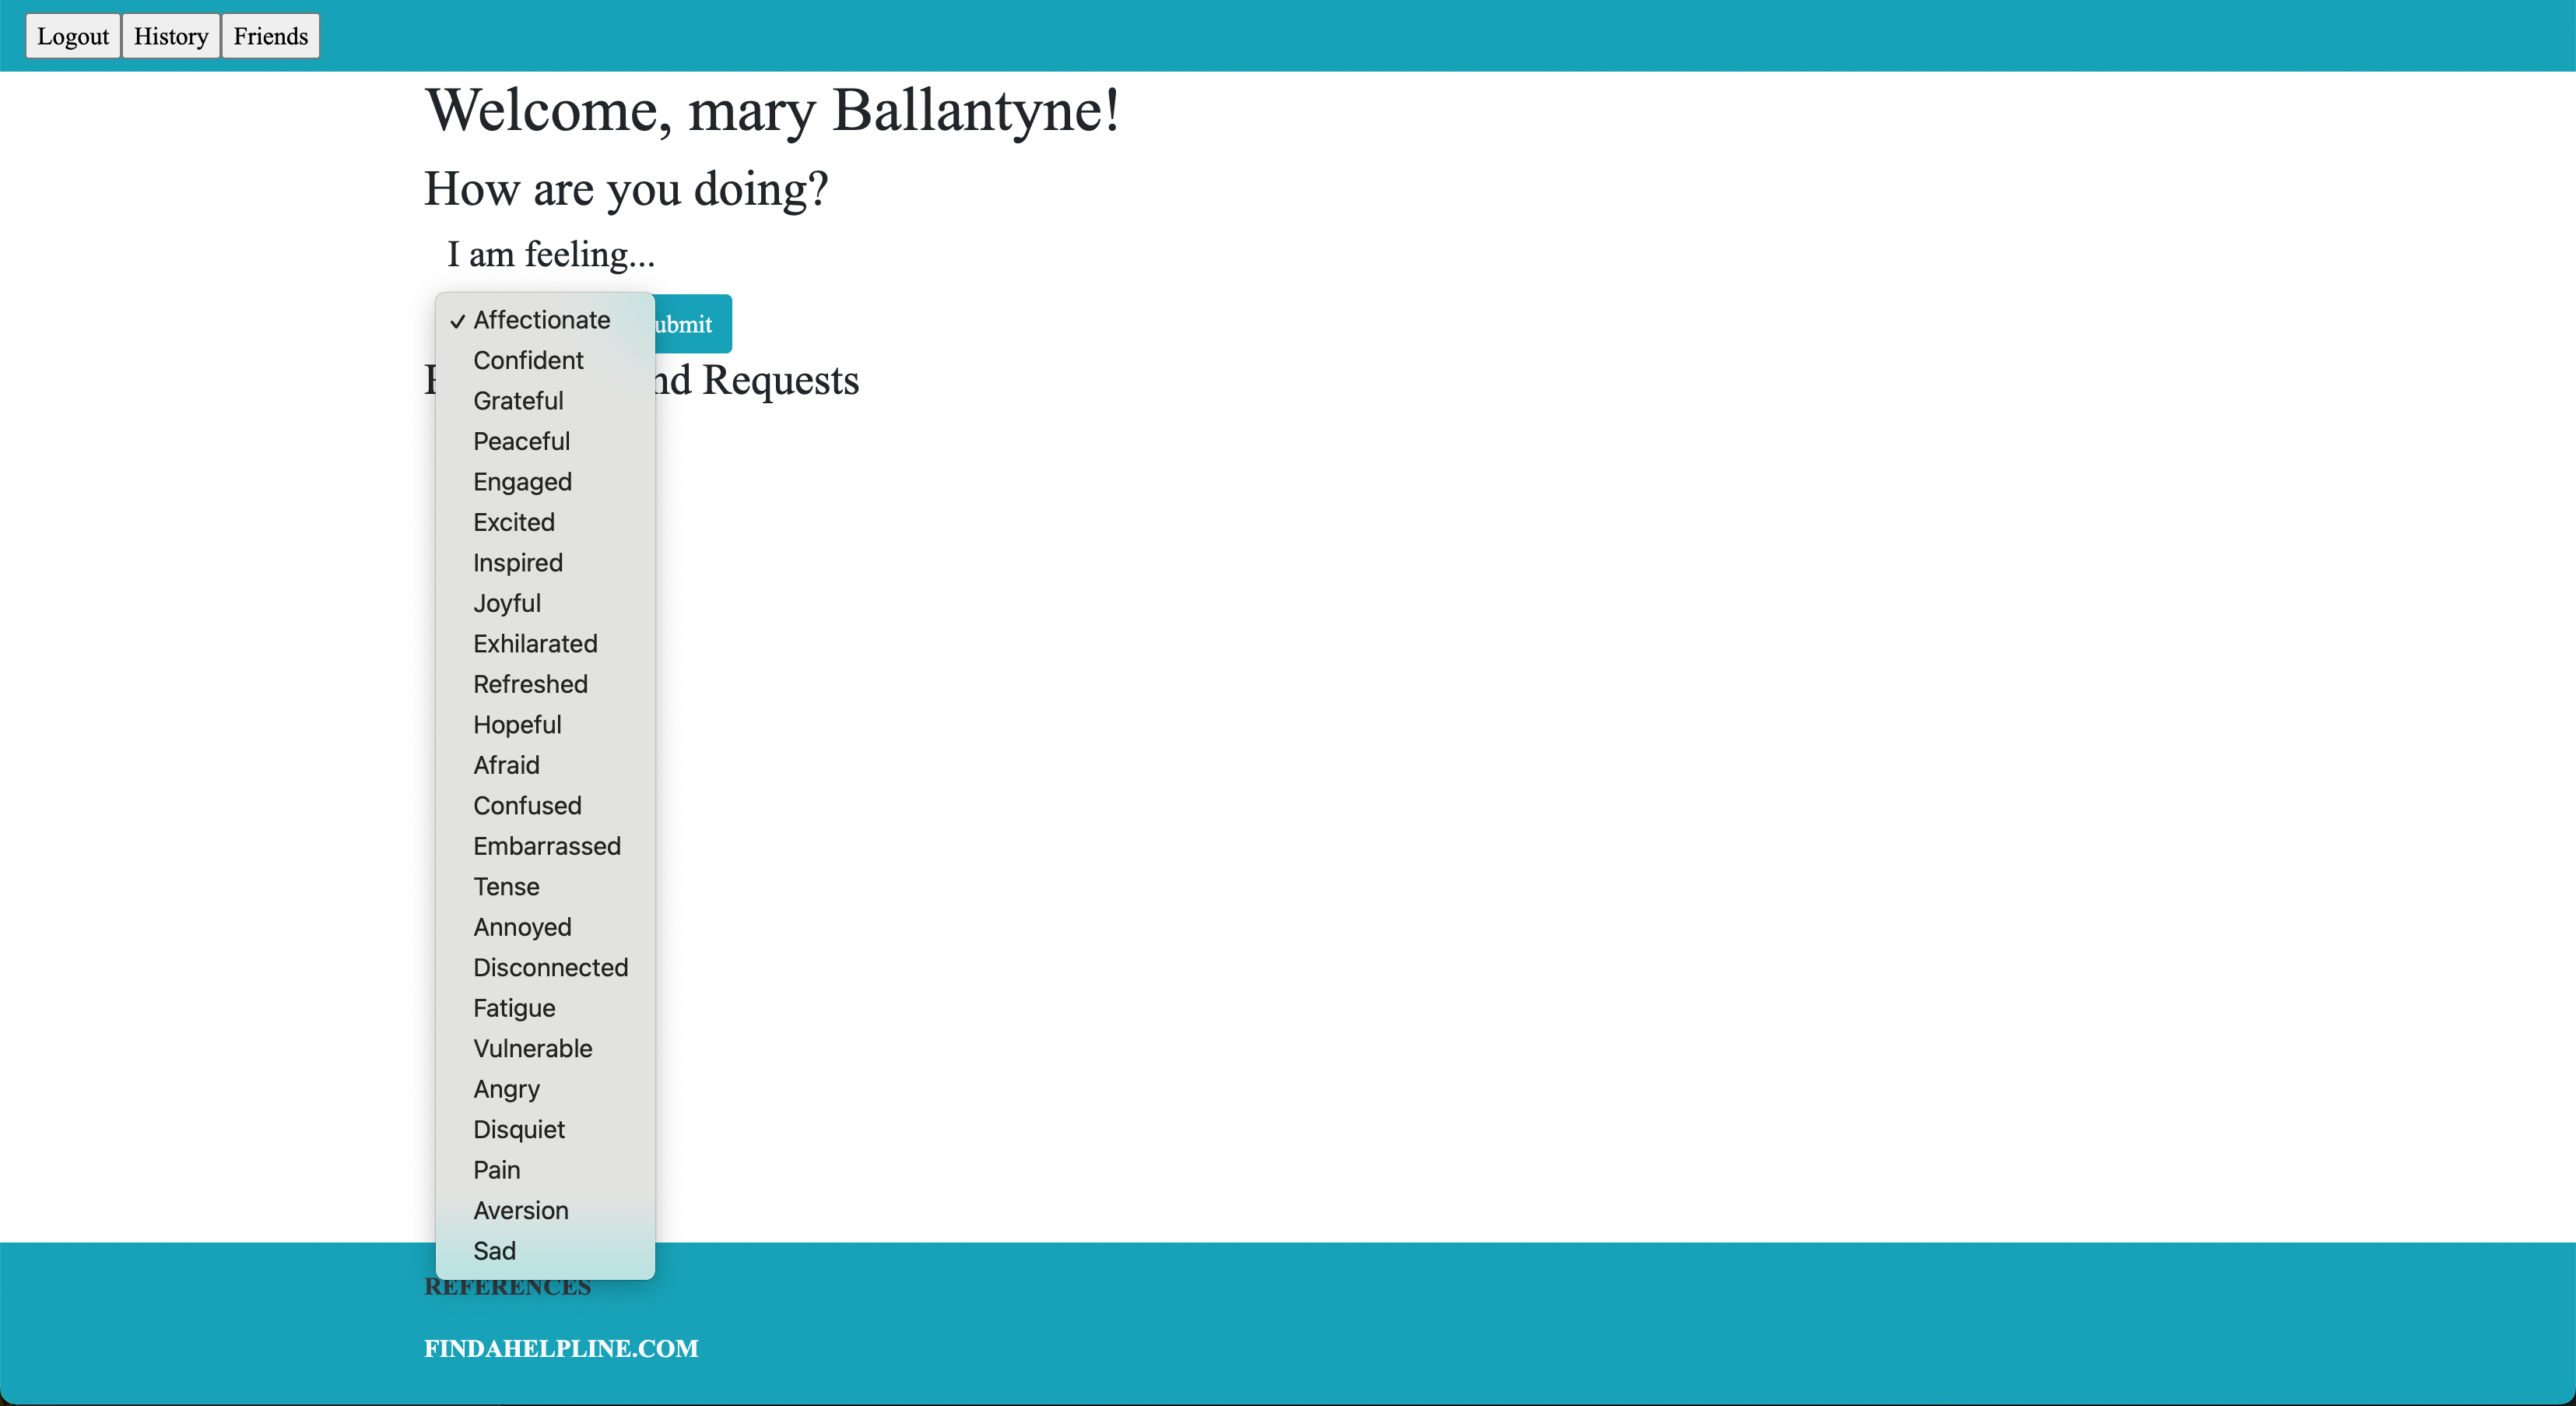 Logout History Friends
Welcome, mary Ballantyne!
How are you doing?
I am feeling...
✓ Affectionate
ubmit
Confident
Requests
Grateful
Peaceful
Engaged
Excited
Inspired
Joyful
Exhilarated
Refreshed
Hopeful
Afraid
Confused
Embarrassed
Tense
Annoyed
Disconnected
Fatigue
Vulnerable
Angry
Disquiet
Pain
Aversion
Sad
REFERENCES
FINDAHELPLINE.COM